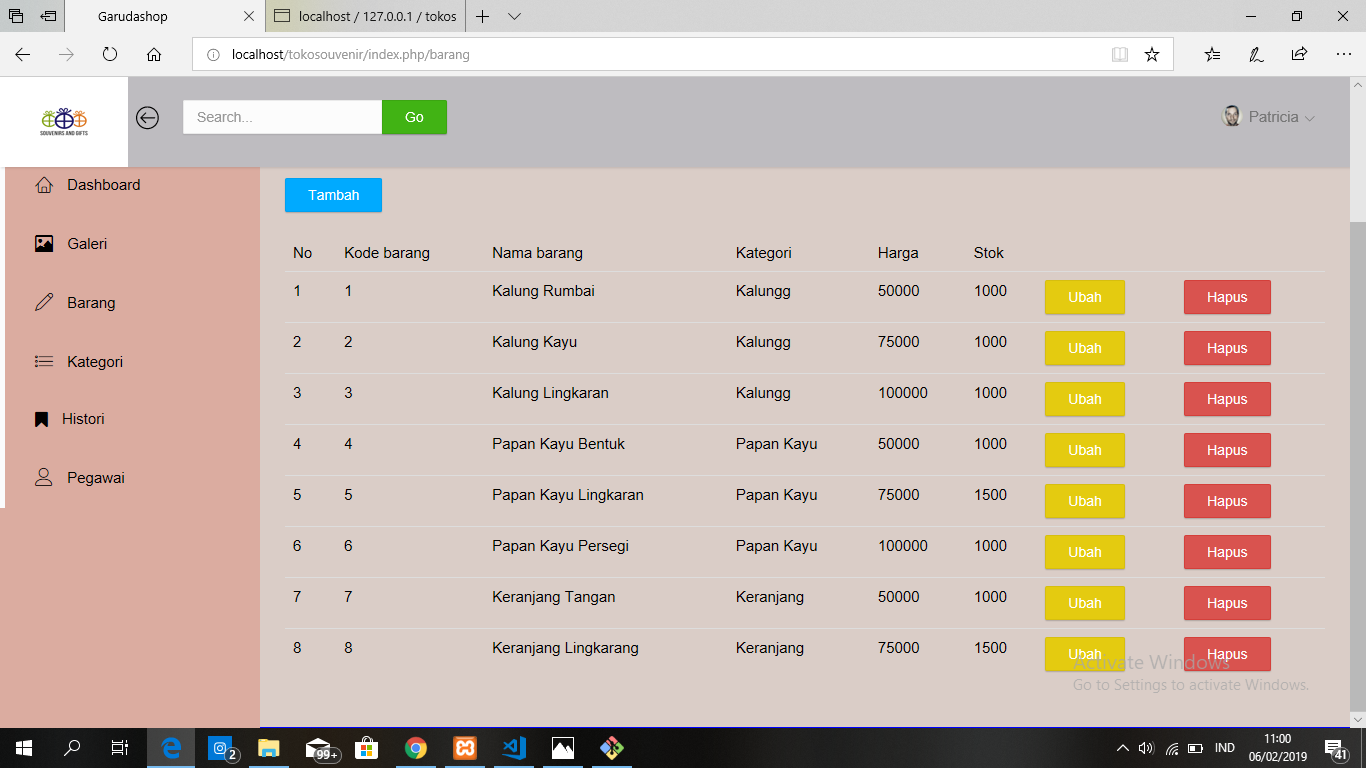 Garudashop
localhost / 127.0.0.1 / tokos
localhost/tokosouvenir/index.php/barang
SOUVENIRS AND GIFTS
Search...
Go
Patricia
Dashboard
Galeri
Barang
Kategori
Histori
Pegawai
Tambah
No Kode barang Nama barang Kategori Harga Stok
1 1 Kalung Rumbai Kalungg 50000 1000 Ubah Hapus
2 2 Kalung Kayu Kalungg 75000 1000 Ubah Hapus
3 3 Kalung Lingkaran Kalungg 100000 1000 Ubah Hapus
4 4 Papan Kayu Bentuk Papan Kayu 50000 1000 Ubah Hapus
5 5 Papan Kayu Lingkaran Papan Kayu 75000 1500 Ubah Hapus
6 6 Papan Kayu Persegi Papan Kayu 100000 1000 Ubah Hapus
7 7 Keranjang Tangan Keranjang 50000 1000 Ubah Hapus
8 8 Keranjang Lingkarang Keranjang 75000 1500 Ubah Hapus
Activate Windows
Go to Settings to activate Windows.
2
99+
IND
11:00
06/02/2019
41